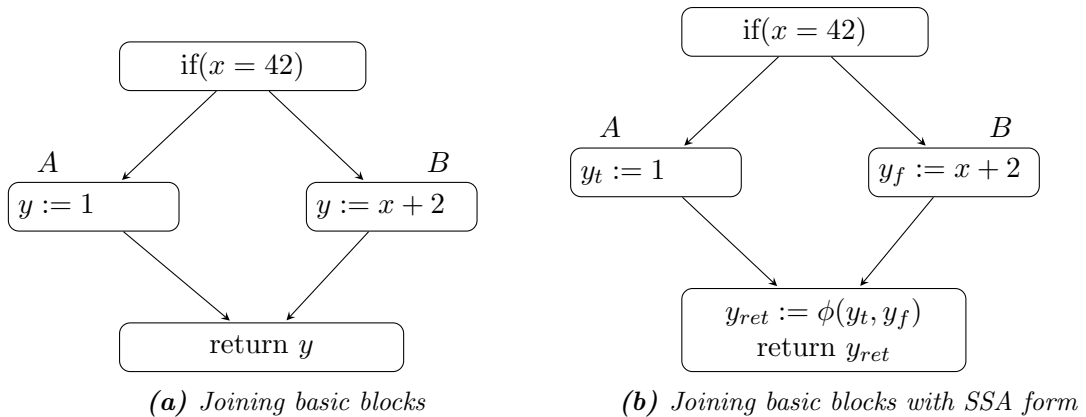 if(x = 42)
A
B
y := 1
y := x + 2
return y
(a) Joining basic blocks
if(x = 42)
A
B
y_t := 1
y_f := x + 2
y_ret := ϕ(y_t, y_f)
return y_ret
(b) Joining basic blocks with SSA form